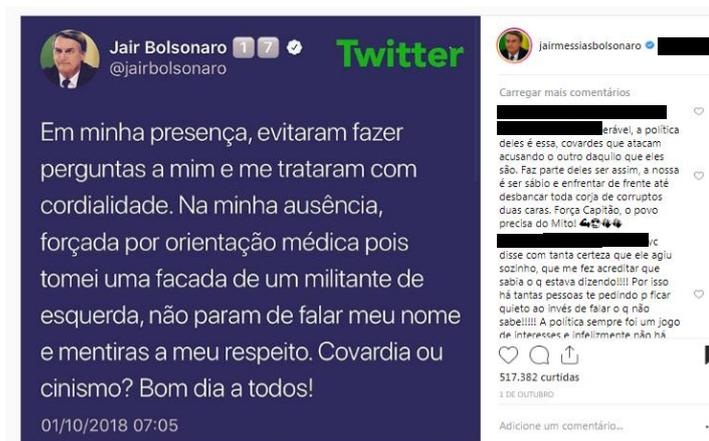 Jair Bolsonaro 1 7
@jairbolsonaro
Twitter
Em minha presença, evitaram fazer
perguntas a mim e me trataram com
cordialidade. Na minha ausência,
forçada por orientação médica pois
tomei uma facada de um militante de
esquerda, não param de falar meu nome
e mentiras a meu respeito. Covardia ou
cinismo? Bom dia a todos!
01/10/2018 07:05
jairmessiasbolsonaro
Carregar mais comentários
erável, a política
deles é essa, covardes que atacam
acusando o outro daquilo que eles
são. Faz parte deles ser assim, a nossa
é ser sábio e enfrentar de frente até
desbancar toda corja de corruptos
duas caras. Força Capitão, o povo
precisa do Mito!
vc
disse com tanta certeza que ele agiu
sozinho, que me fez acreditar que
sabia o q estava dizendo!!!! Por isso
há tantas pessoas te pedindo p ficar
quieto ao invés de falar o q não
sabe!!!!! A política sempre foi um jogo
de interesses e infelizmente não há
517.382 curtidas
1 DE OUTUBRO
Adicione um comentário...